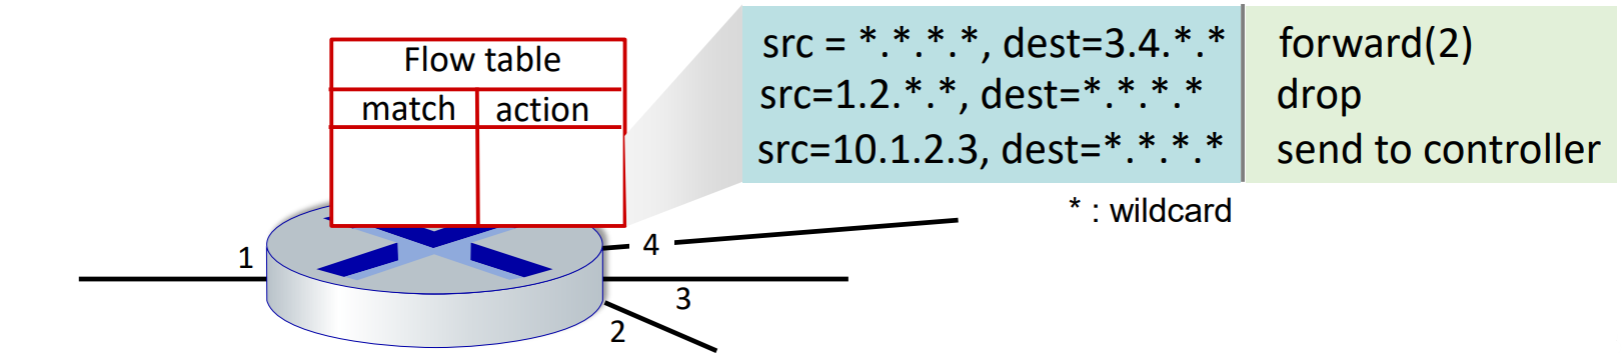 Flow table
match action
src = *.*.*.*, dest=3.4.*.* forward(2)
src=1.2.*.*, dest=*.*.*.* drop
src=10.1.2.3, dest=*.*.*.* send to controller
* : wildcard
1
4
3
2